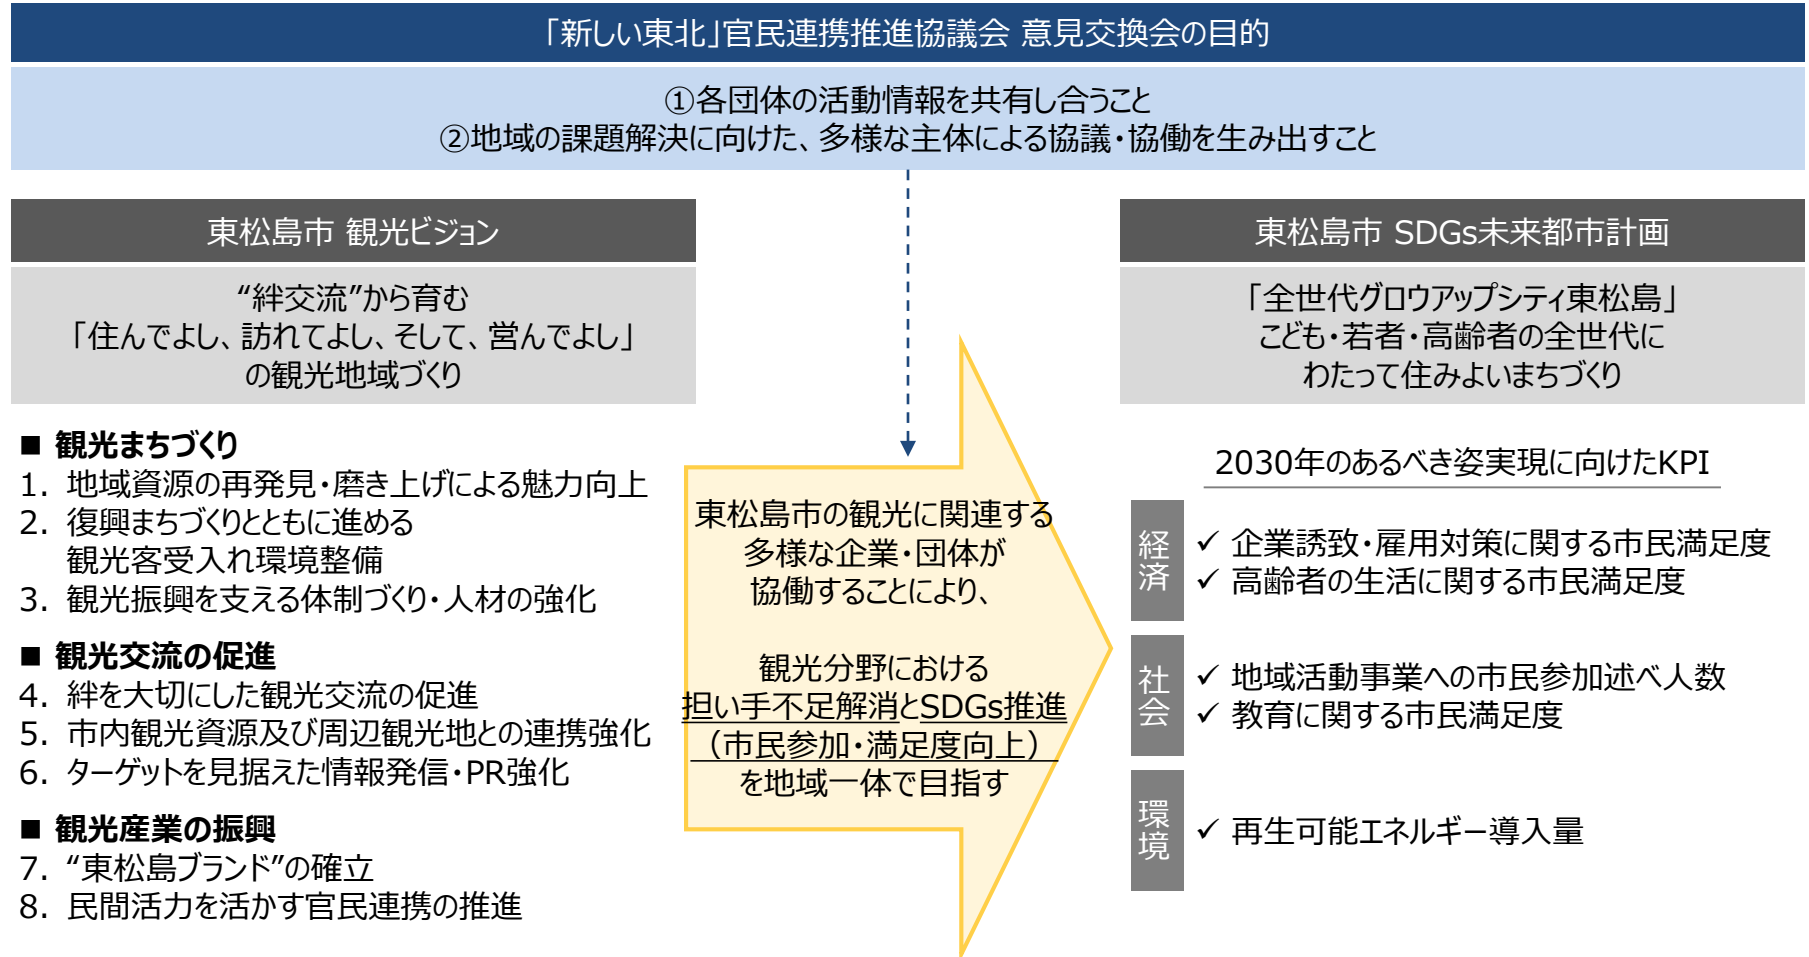 「新しい東北」官民連携推進協議会 意見交換会の目的
①各団体の活動情報を共有し合うこと
②地域の課題解決に向けた、多様な主体による協議・協働を生み出すこと
東松島市 観光ビジョン
“絆交流”から育む
「住んでよし、訪れてよし、そして、営んでよし」
の観光地域づくり
■ 観光まちづくり
1. 地域資源の再発見・磨き上げによる魅力向上
2. 復興まちづくりとともに進める
観光客受入れ環境整備
3. 観光振興を支える体制づくり・人材の強化
■ 観光交流の促進
4. 絆を大切にした観光交流の促進
5. 市内観光資源及び周辺観光地との連携強化
6. ターゲットを見据えた情報発信・PR強化
■ 観光産業の振興
7. “東松島ブランド”の確立
8. 民間活力を活かす官民連携の推進
東松島市の観光に関連する
多様な企業・団体が
協働することにより、
観光分野における
担い手不足解消とSDGs推進
（市民参加・満足度向上）
を地域一体で目指す
東松島市 SDGs未来都市計画
「全世代グロウアップシティ東松島」
こども・若者・高齢者の全世代に
わたって住みよいまちづくり
2030年のあるべき姿実現に向けたKPI
経済
✓ 企業誘致・雇用対策に関する市民満足度
✓ 高齢者の生活に関する市民満足度
社会
✓ 地域活動事業への市民参加述べ人数
✓ 教育に関する市民満足度
環境
✓ 再生可能エネルギー導入量